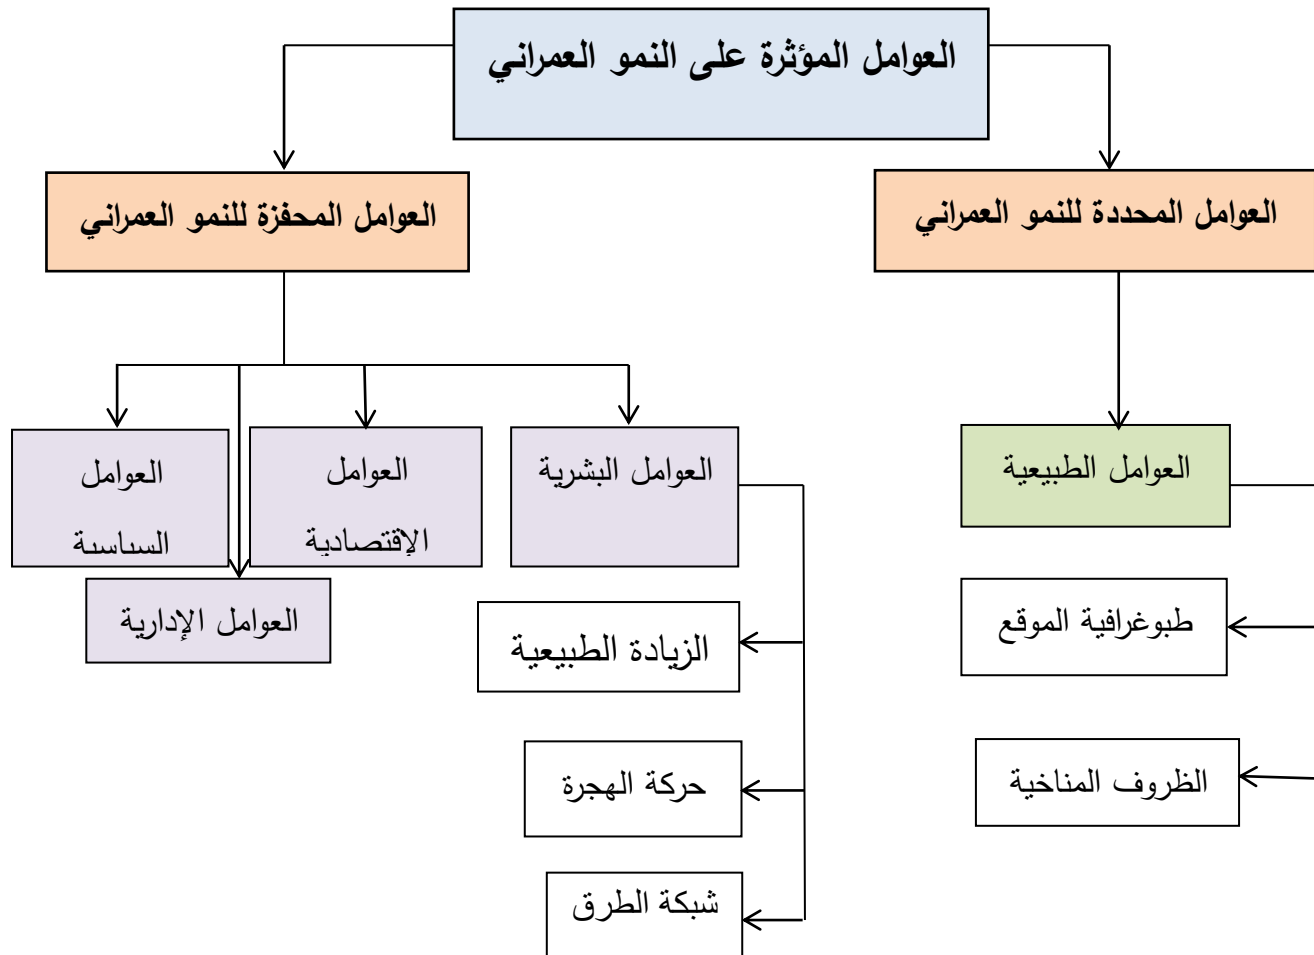 العوامل المؤثرة على النمو العمراني
العوامل المحددة للنمو العمراني
العوامل المحفزة للنمو العمراني
العوامل الطبيعية
العوامل البشرية
العوامل
الإقتصادية
العوامل
السياسية
العوامل الإدارية
طبوغرافية الموقع
الزيادة الطبيعية
الظروف المناخية
حركة الهجرة
شبكة الطرق